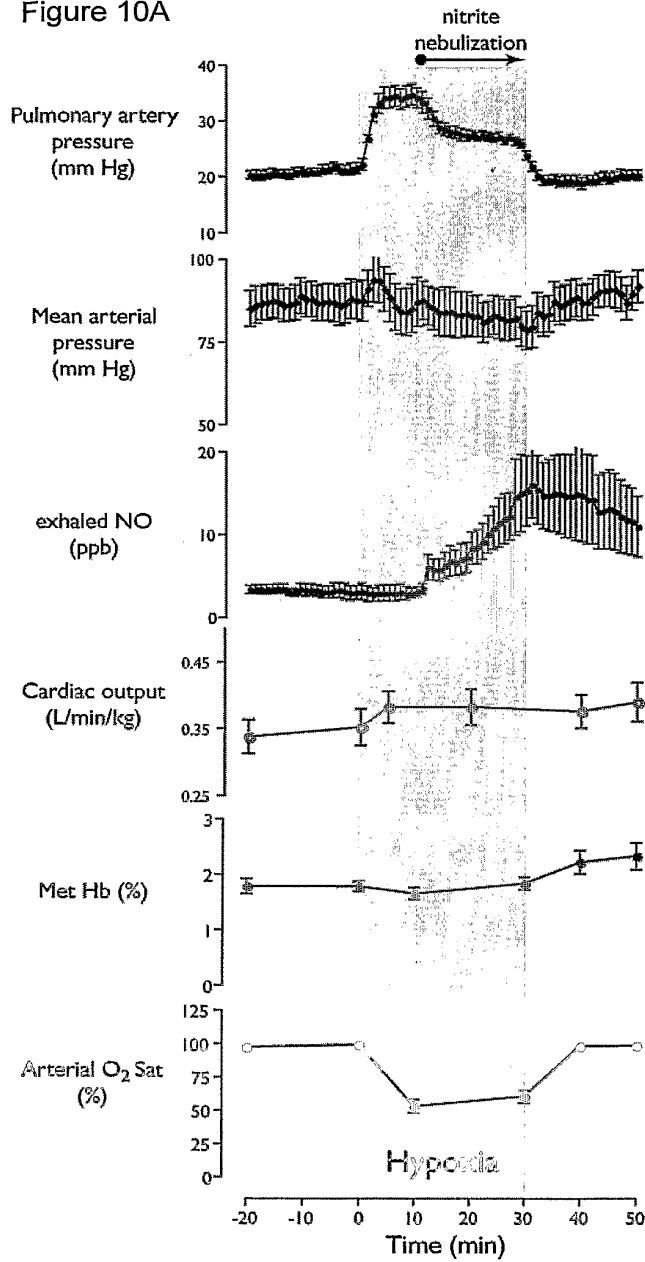 Figure 10A
nitrite
nebulization
Pulmonary artery
pressure
(mm Hg)
40
30
20
10
Mean arterial
pressure
(mm Hg)
100
75
50
exhaled NO
(ppb)
20
10
0
Cardiac output
(L/min/kg)
0.45
0.35
0.25
Met Hb (%)
3
2
1
0
Arterial O₂ Sat
(%)
125
100
75
50
25
0
Hypoxia
-20 -10 0 10 20 30 40 50
Time (min)